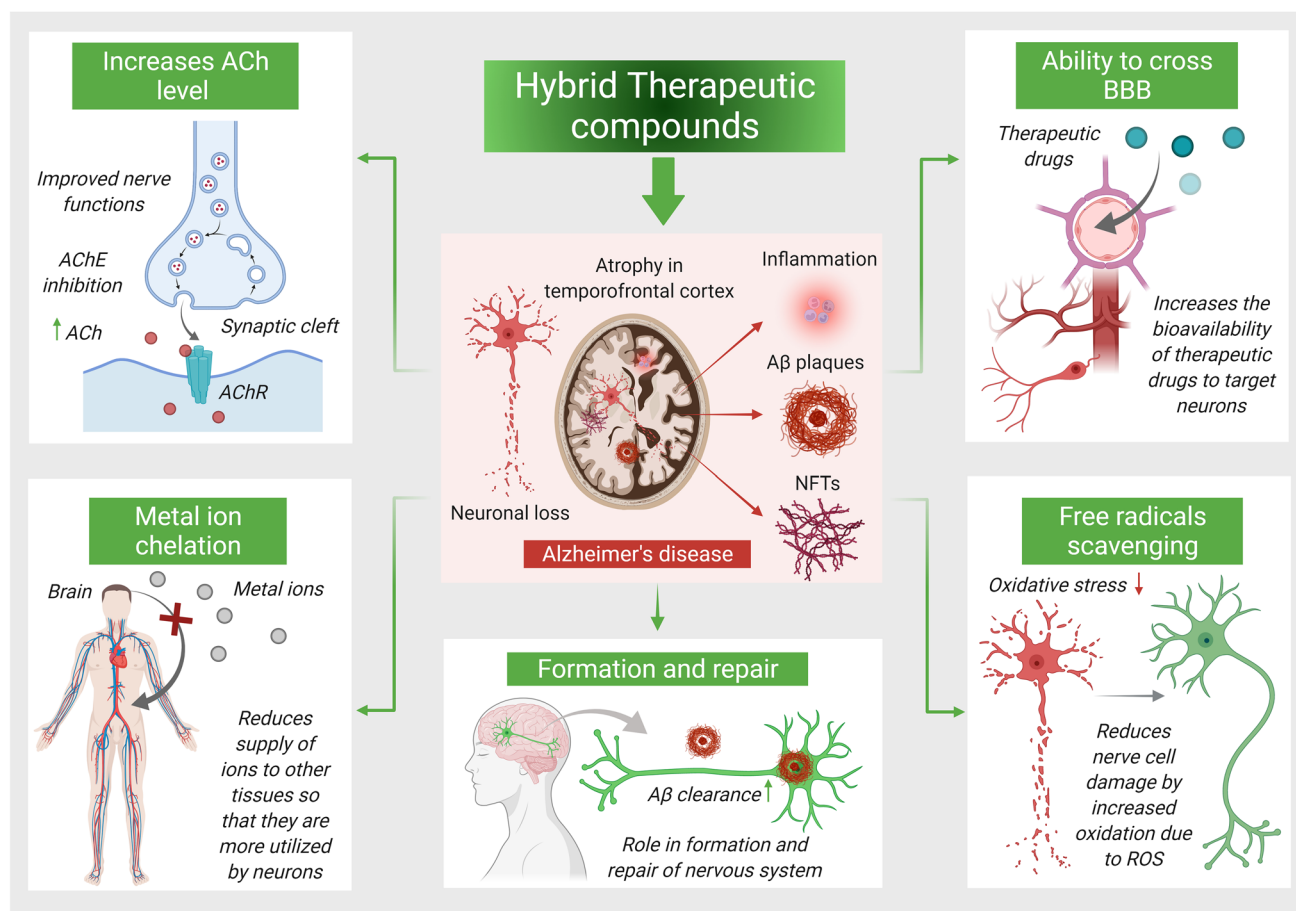 Hybrid Therapeutic
compounds
Increases ACh
level
Improved nerve
functions
AChE
inhibition
↑ ACh
Synaptic cleft
AChR
Ability to cross
BBB
Therapeutic
drugs
Increases the
bioavailability
of therapeutic
drugs to target
neurons
Atrophy in
temporofrontal cortex
Inflammation
Aβ plaques
NFTs
Neuronal loss
Alzheimer's disease
Metal ion
chelation
Brain
Metal ions
Reduces
supply of
ions to other
tissues so
that they are
more utilized
by neurons
Formation and repair
Aβ clearance ↑
Role in formation and
repair of nervous system
Free radicals
scavenging
Oxidative stress ↓
Reduces
nerve cell
damage by
increased
oxidation due
to ROS